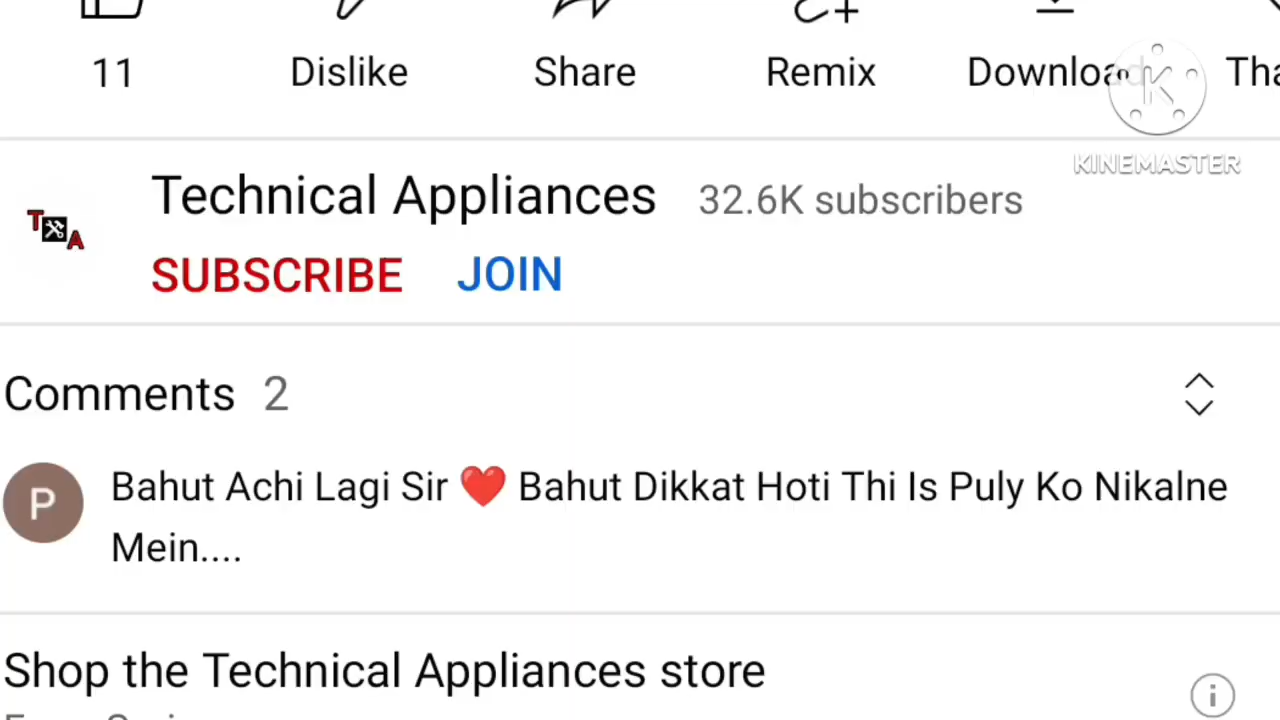 11 Dislike Share Remix Download
KINEMASTER
Technical Appliances 32.6K subscribers
T A
SUBSCRIBE JOIN
Comments 2
P Bahut Achi Lagi Sir ❤️ Bahut Dikkat Hoti Thi Is Puly Ko Nikalne
Mein....
Shop the Technical Appliances store